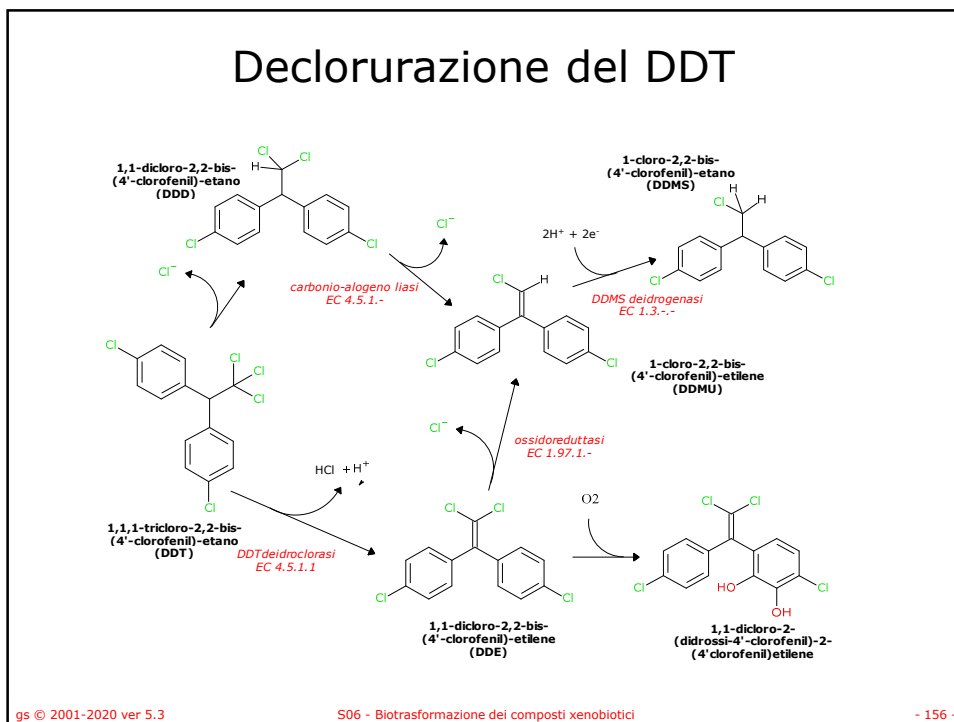 Declorurazione del DDT
1,1-dicloro-2,2-bis-
(4'-clorofenil)-etano
(DDD)
Cl
Cl
H
Cl
Cl
Cl⁻
Cl⁻
carbonio-alogeno liasi
EC 4.5.1.-
1-cloro-2,2-bis-
(4'-clorofenil)-etano
(DDMS)
H
Cl
H
Cl
Cl
2H⁺ + 2e⁻
DDMS deidrogenasi
EC 1.3.-.-
Cl
H
Cl
Cl
1-cloro-2,2-bis-
(4'-clorofenil)-etilene
(DDMU)
Cl
Cl
Cl
Cl
Cl
1,1,1-tricloro-2,2-bis-
(4'-clorofenil)-etano
(DDT)
HCl + H⁺
DDTdeidroclorasi
EC 4.5.1.1
Cl⁻
ossidoreduttasi
EC 1.97.1.-
Cl Cl
Cl
Cl
1,1-dicloro-2,2-bis-
(4'-clorofenil)-etilene
(DDE)
O2
Cl Cl
Cl
HO
Cl
OH
1,1-dicloro-2-
(didrossi-4'-clorofenil)-2-
(4'clorofenil)etilene
gs © 2001-2020 ver 5.3
S06 - Biotrasformazione dei composti xenobiotici
- 156 -